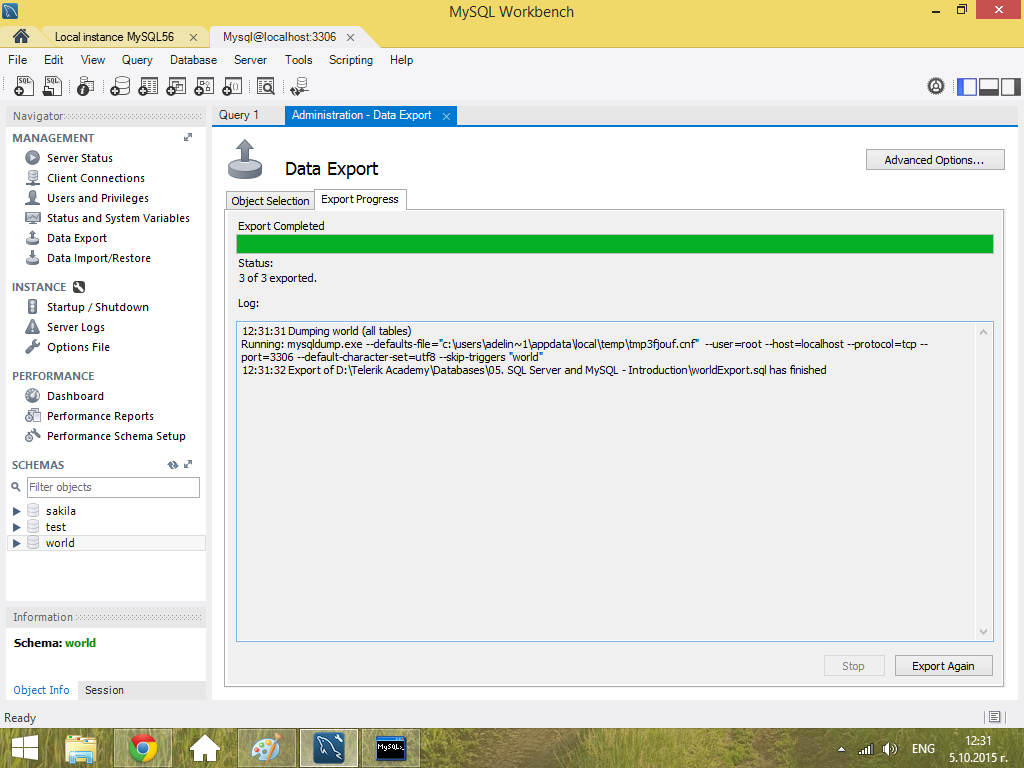 MySQL Workbench
Local instance MySQL56
Mysql@localhost:3306
File Edit View Query Database Server Tools Scripting Help
Navigator
Query 1
Administration - Data Export
MANAGEMENT
Server Status
Client Connections
Users and Privileges
Status and System Variables
Data Export
Data Import/Restore
INSTANCE
Startup / Shutdown
Server Logs
Options File
PERFORMANCE
Dashboard
Performance Reports
Performance Schema Setup
SCHEMAS
Filter objects
sakila
test
world
Information
Schema: world
Object Info Session
Data Export
Advanced Options...
Object Selection Export Progress
Export Completed
Status:
3 of 3 exported.
Log:
12:31:31 Dumping world (all tables)
Running: mysqldump.exe --defaults-file="c:\users\adelin~1\appdata\local\temp\tmp3fjouf.cnf"  --user=root --host=localhost --protocol=tcp --
port=3306 --default-character-set=utf8 --skip-triggers "world"
12:31:32 Export of D:\Telerik Academy\Databases\05. SQL Server and MySQL - Introduction\worldExport.sql has finished
Stop
Export Again
Ready
ENG
12:31
5.10.2015 г.